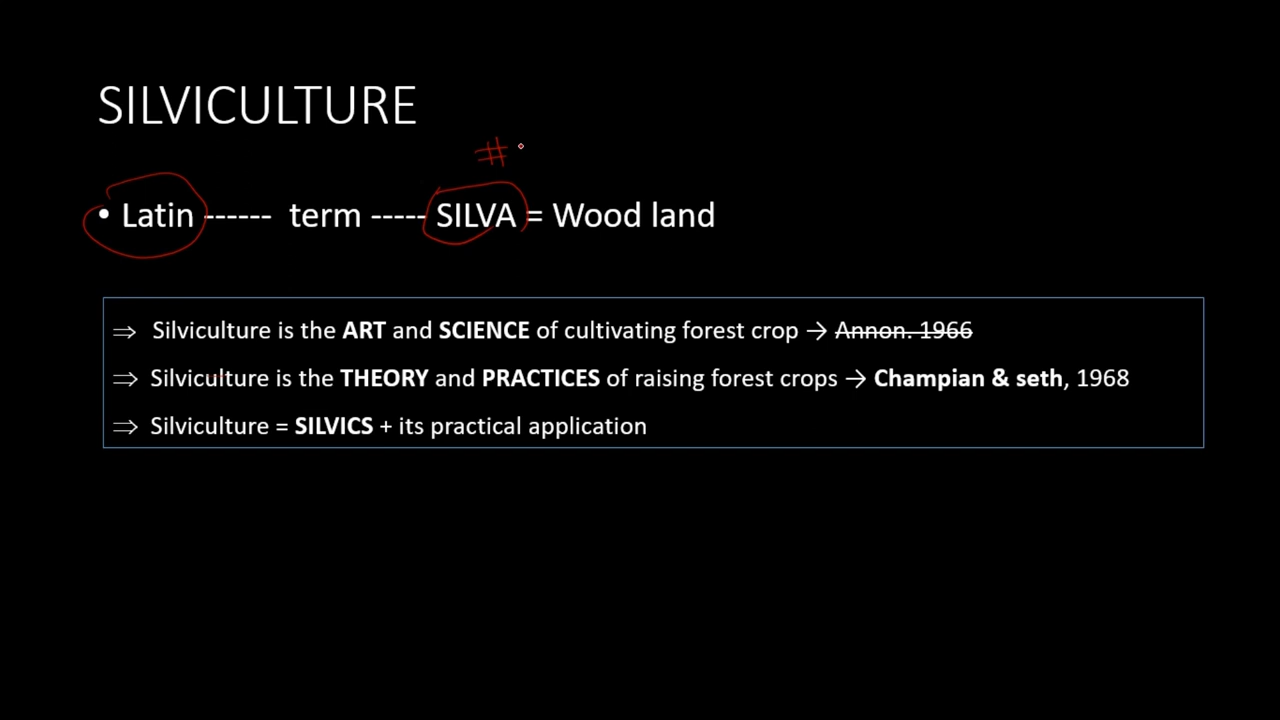 SILVICULTURE
#
• Latin ------ term ----- SILVA = Wood land
⇒ Silviculture is the ART and SCIENCE of cultivating forest crop → Annon. 1966
⇒ Silviculture is the THEORY and PRACTICES of raising forest crops → Champian & seth, 1968
⇒ Silviculture = SILVICS + its practical application